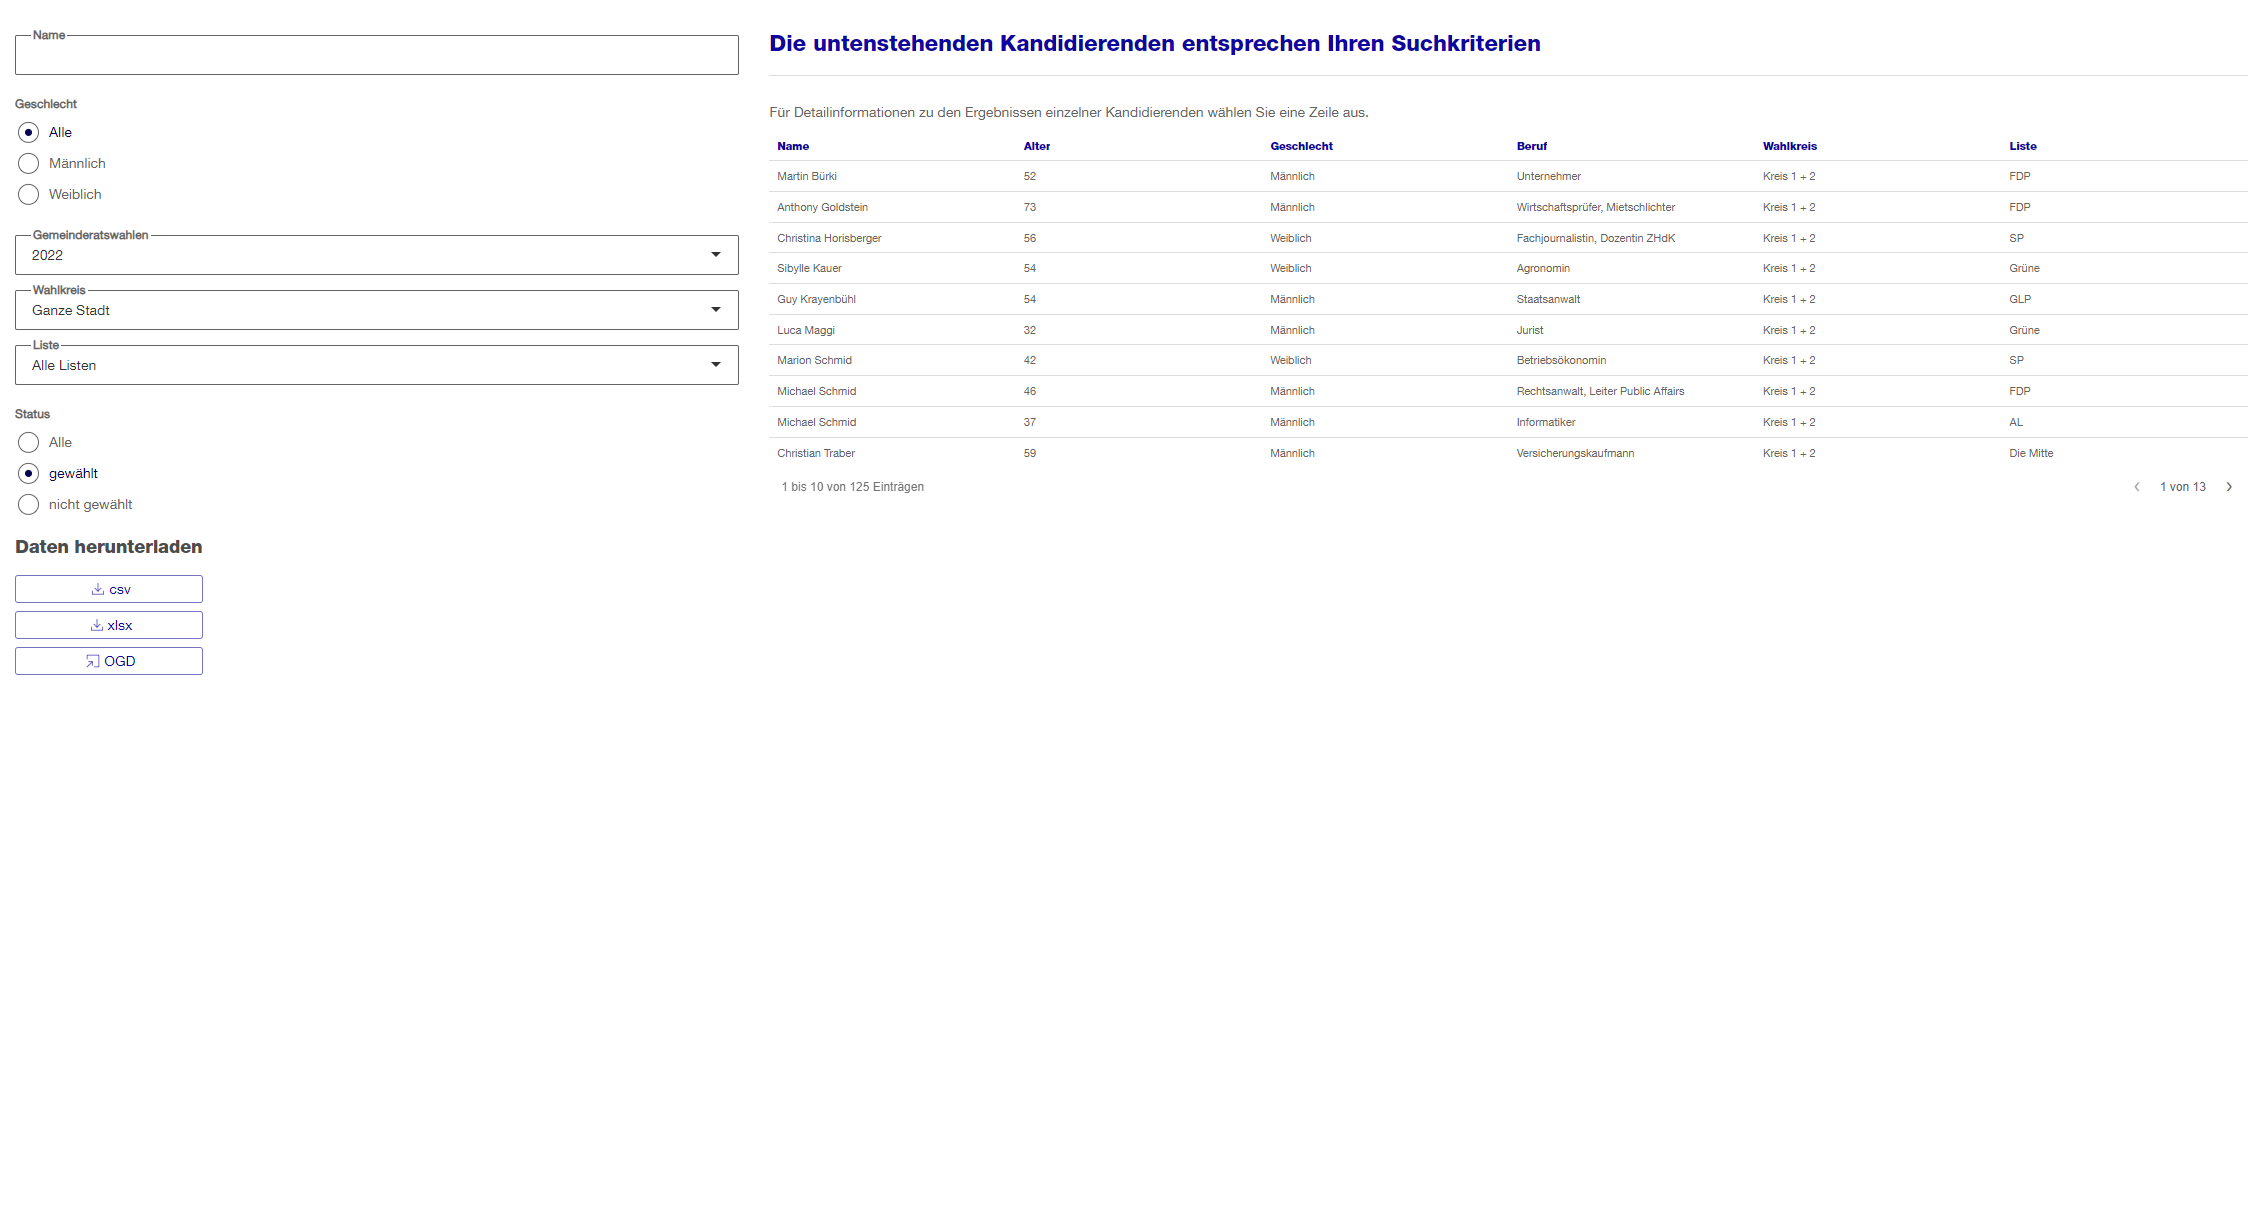 Name
Geschlecht
Alle
Männlich
Weiblich
Gemeinderatswahlen
2022
Wahlkreis
Ganze Stadt
Liste
Alle Listen
Status
Alle
gewählt
nicht gewählt
Daten herunterladen
csv
xlsx
OGD
Die untenstehenden Kandidierenden entsprechen Ihren Suchkriterien
Für Detailinformationen zu den Ergebnissen einzelner Kandidierenden wählen Sie eine Zeile aus.
Name Alter Geschlecht Beruf Wahlkreis Liste
Martin Bürki 52 Männlich Unternehmer Kreis 1 + 2 FDP
Anthony Goldstein 73 Männlich Wirtschaftsprüfer, Mietschlichter Kreis 1 + 2 FDP
Christina Horisberger 56 Weiblich Fachjournalistin, Dozentin ZHdK Kreis 1 + 2 SP
Sibylle Kauer 54 Weiblich Agronomin Kreis 1 + 2 Grüne
Guy Krayenbühl 54 Männlich Staatsanwalt Kreis 1 + 2 GLP
Luca Maggi 32 Männlich Jurist Kreis 1 + 2 Grüne
Marion Schmid 42 Weiblich Betriebsökonomin Kreis 1 + 2 SP
Michael Schmid 46 Männlich Rechtsanwalt, Leiter Public Affairs Kreis 1 + 2 FDP
Michael Schmid 37 Männlich Informatiker Kreis 1 + 2 AL
Christian Traber 59 Männlich Versicherungskaufmann Kreis 1 + 2 Die Mitte
1 bis 10 von 125 Einträgen 1 von 13